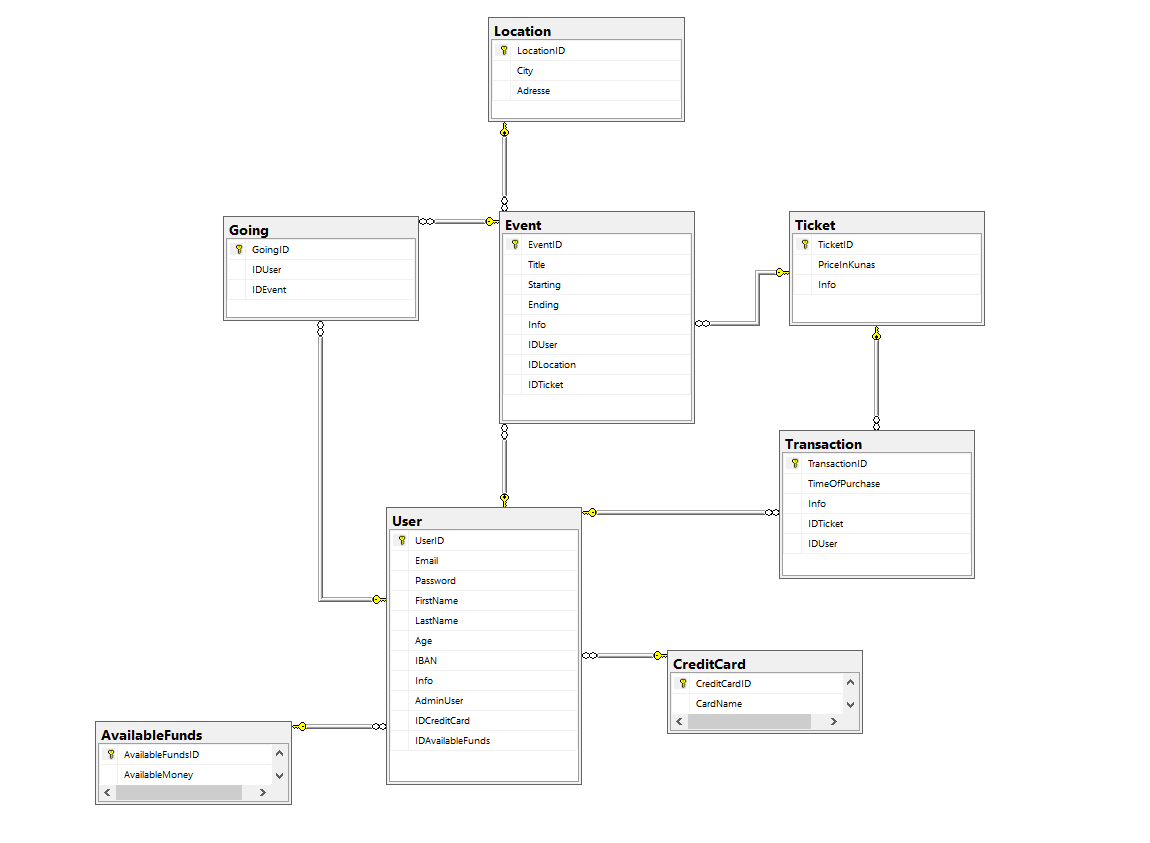 Location
LocationID
City
Adresse
Going
GoingID
IDUser
IDEvent
Event
EventID
Title
Starting
Ending
Info
IDUser
IDLocation
IDTicket
Ticket
TicketID
PriceInKunas
Info
Transaction
TransactionID
TimeOfPurchase
Info
IDTicket
IDUser
User
UserID
Email
Password
FirstName
LastName
Age
IBAN
Info
AdminUser
IDCreditCard
IDAvailableFunds
CreditCard
CreditCardID
CardName
AvailableFunds
AvailableFundsID
AvailableMoney